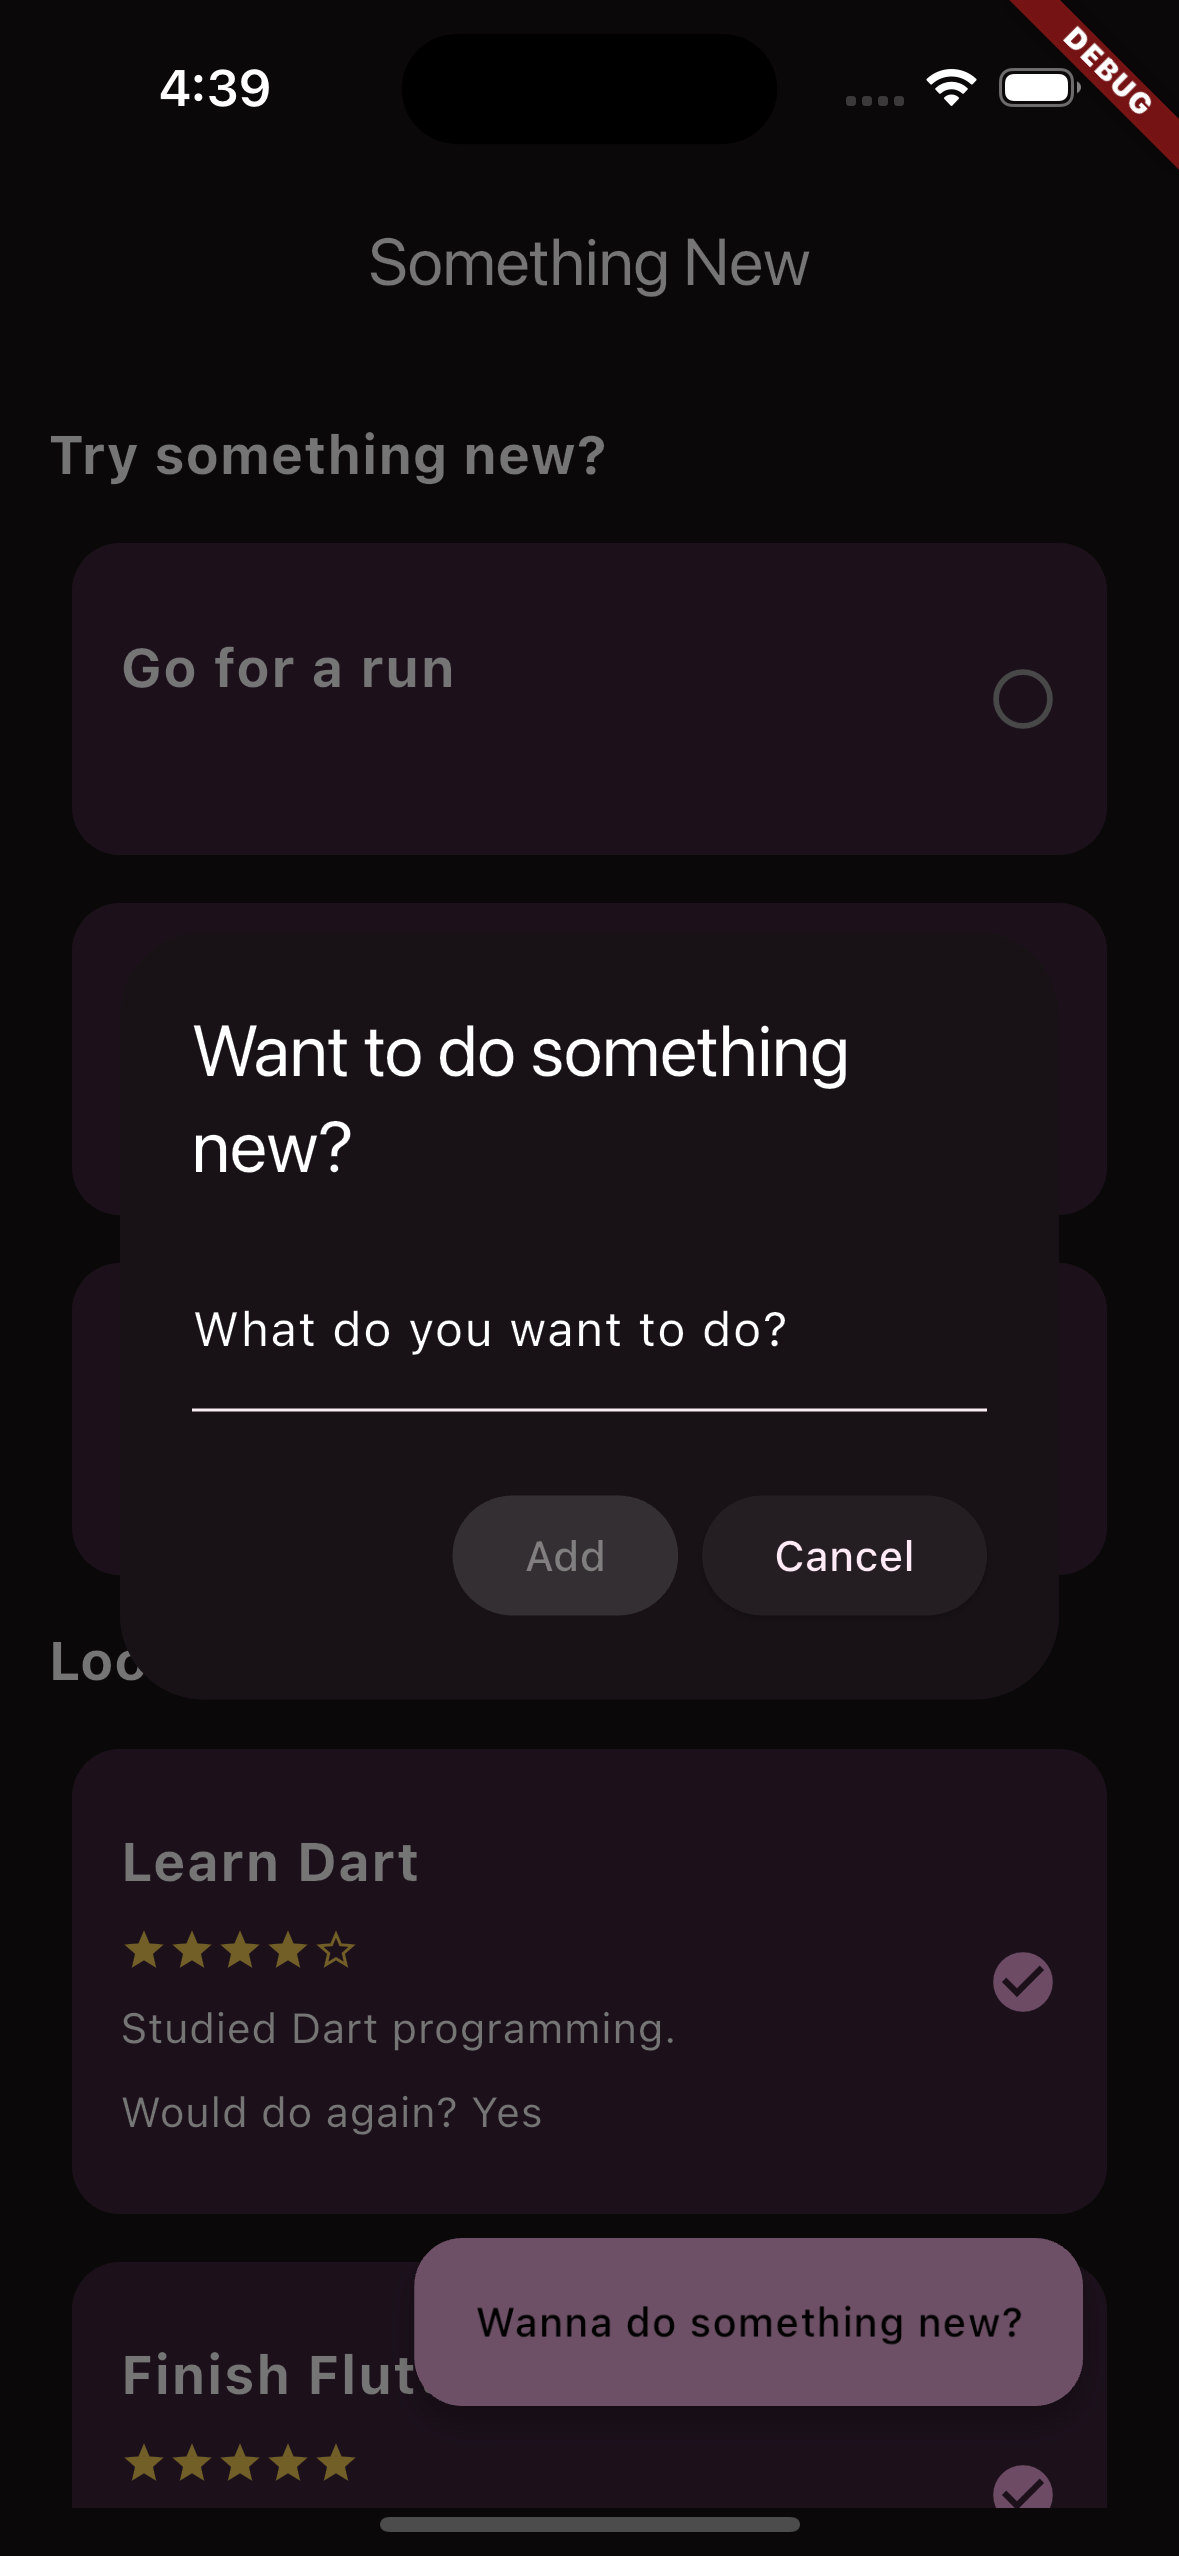 4:39
DEBUG
Something New
Try something new?
Go for a run
Want to do something
new?
What do you want to do?
Add
Cancel
Learn Dart
Studied Dart programming.
Would do again? Yes
Wanna do something new?
Finish